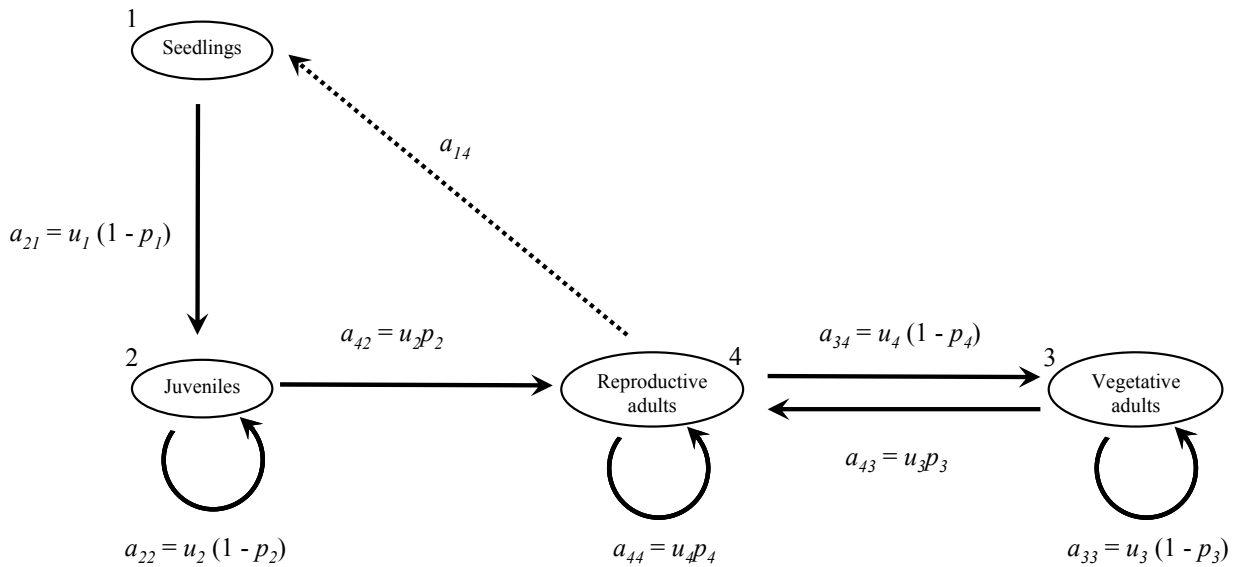 1
Seedlings
a₁₄
a₂₁ = u₁ (1 - p₁)
a₄₂ = u₂p₂
a₃₄ = u₄ (1 - p₄)
2
Juveniles
4
Reproductive
adults
3
Vegetative
adults
a₄₃ = u₃p₃
a₂₂ = u₂ (1 - p₂)
a₄₄ = u₄p₄
a₃₃ = u₃ (1 - p₃)